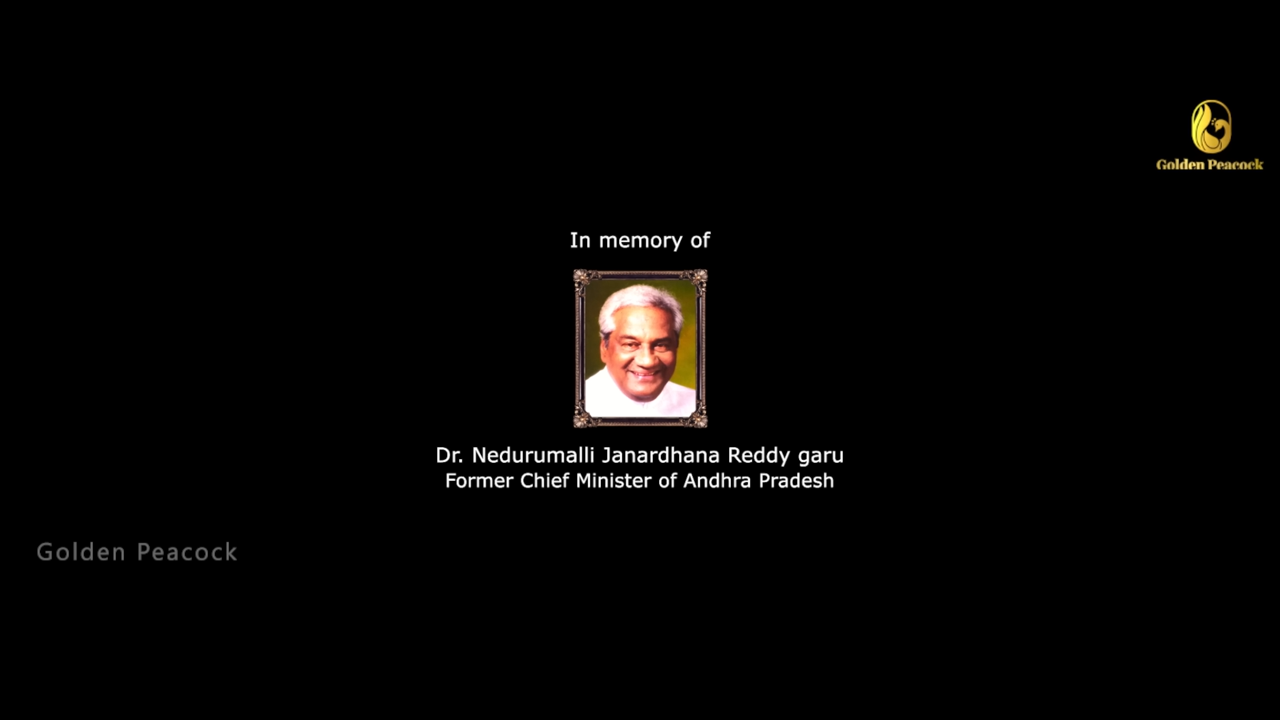 Golden Peacock
In memory of
Dr. Nedurumalli Janardhana Reddy garu
Former Chief Minister of Andhra Pradesh
Golden Peacock